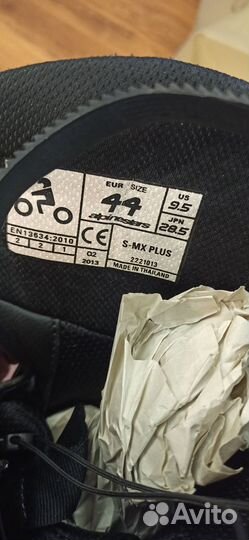 EUR SIZE
44
US
9.5
JPN
28.5
alpinestars
EN13634:2010
2 2 1
CE
02
2013
S-MX PLUS
2221013
MADE IN THAILAND
Avito